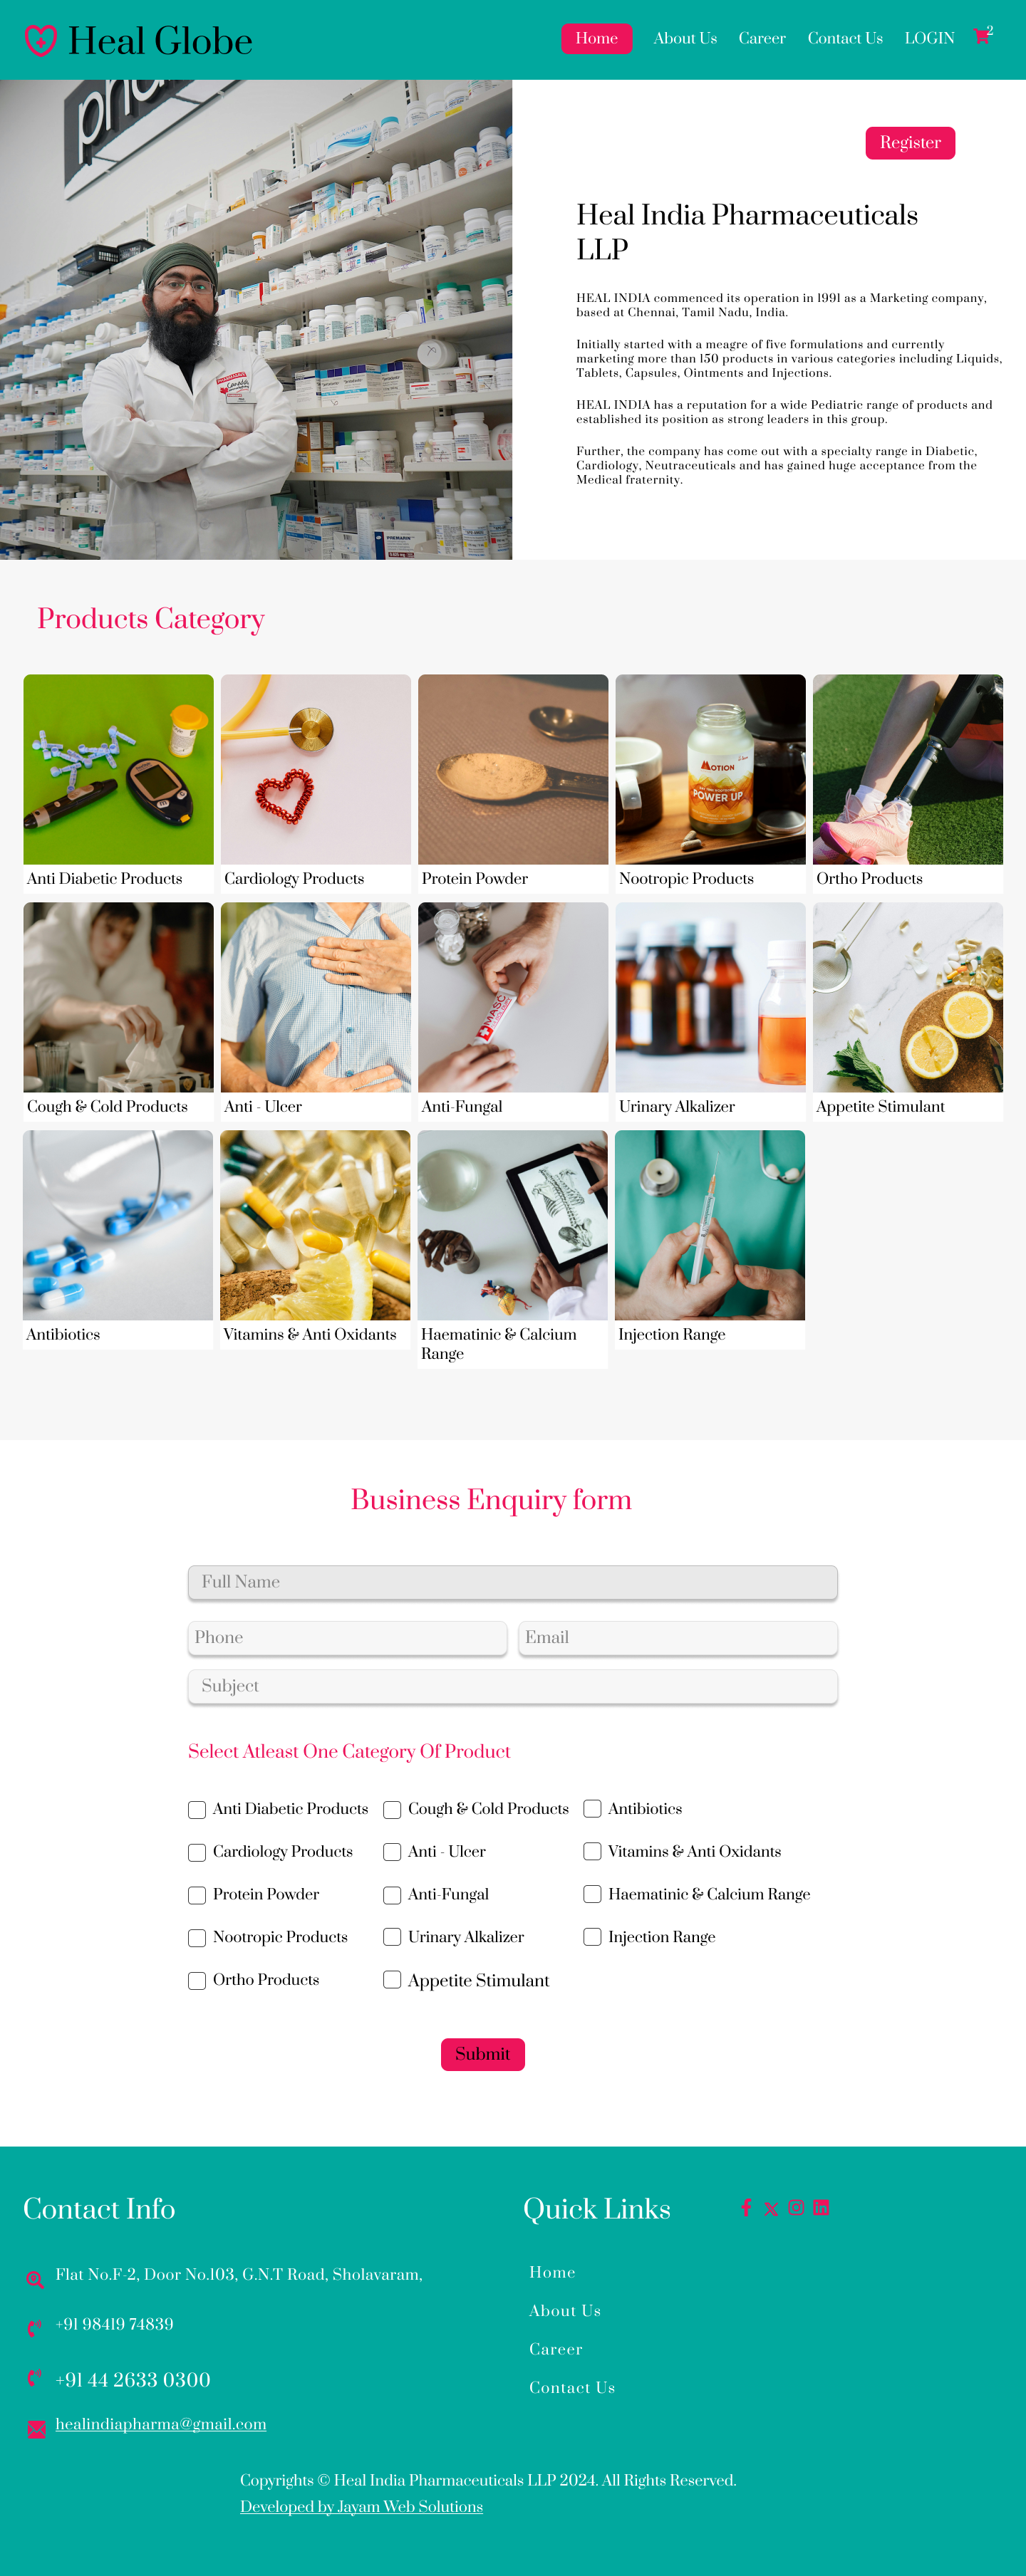 Heal Globe
Home
About Us
Career
Contact Us
LOGIN
2
pha
Register
Heal India Pharmaceuticals
LLP
HEAL INDIA commenced its operation in 1991 as a Marketing company,
based at Chennai, Tamil Nadu, India.
Initially started with a meagre of five formulations and currently
marketing more than 150 products in various categories including Liquids,
Tablets, Capsules, Ointments and Injections.
HEAL INDIA has a reputation for a wide Pediatric range of products and
established its position as strong leaders in this group.
Further, the company has come out with a specialty range in Diabetic,
Cardiology, Neutraceuticals and has gained huge acceptance from the
Medical fraternity.
Products Category
MOTION
POWER UP
Anti Diabetic Products
Cardiology Products
Protein Powder
Nootropic Products
Ortho Products
Cough & Cold Products
Anti - Ulcer
Anti-Fungal
Urinary Alkalizer
Appetite Stimulant
Antibiotics
Vitamins & Anti Oxidants
Haematinic & Calcium
Range
Injection Range
Business Enquiry form
Full Name
Phone
Email
Subject
Select Atleast One Category Of Product
Anti Diabetic Products
Cough & Cold Products
Antibiotics
Cardiology Products
Anti - Ulcer
Vitamins & Anti Oxidants
Protein Powder
Anti-Fungal
Haematinic & Calcium Range
Nootropic Products
Urinary Alkalizer
Injection Range
Ortho Products
Appetite Stimulant
Submit
Contact Info
Flat No.F-2, Door No.103, G.N.T Road, Sholavaram,
+91 98419 74839
+91 44 2633 0300
healindiapharma@gmail.com
Quick Links
Home
About Us
Career
Contact Us
Copyrights © Heal India Pharmaceuticals LLP 2024. All Rights Reserved.
Developed by Jayam Web Solutions